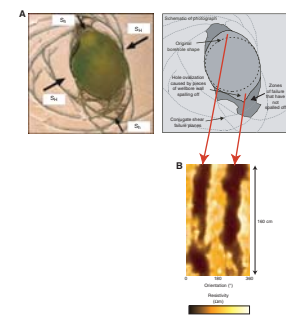 A
Sh
SH
SH
Sh
Schematic of photograph
Original
borehole shape
Hole ovalization
caused by pieces
of wellbore wall
spalling off
Zones
of failure
that have
not
spalled off
Conjugate shear
failure planes
B
160 cm
0 180 360
Orientation (°)
Resistivity
(Ωm)